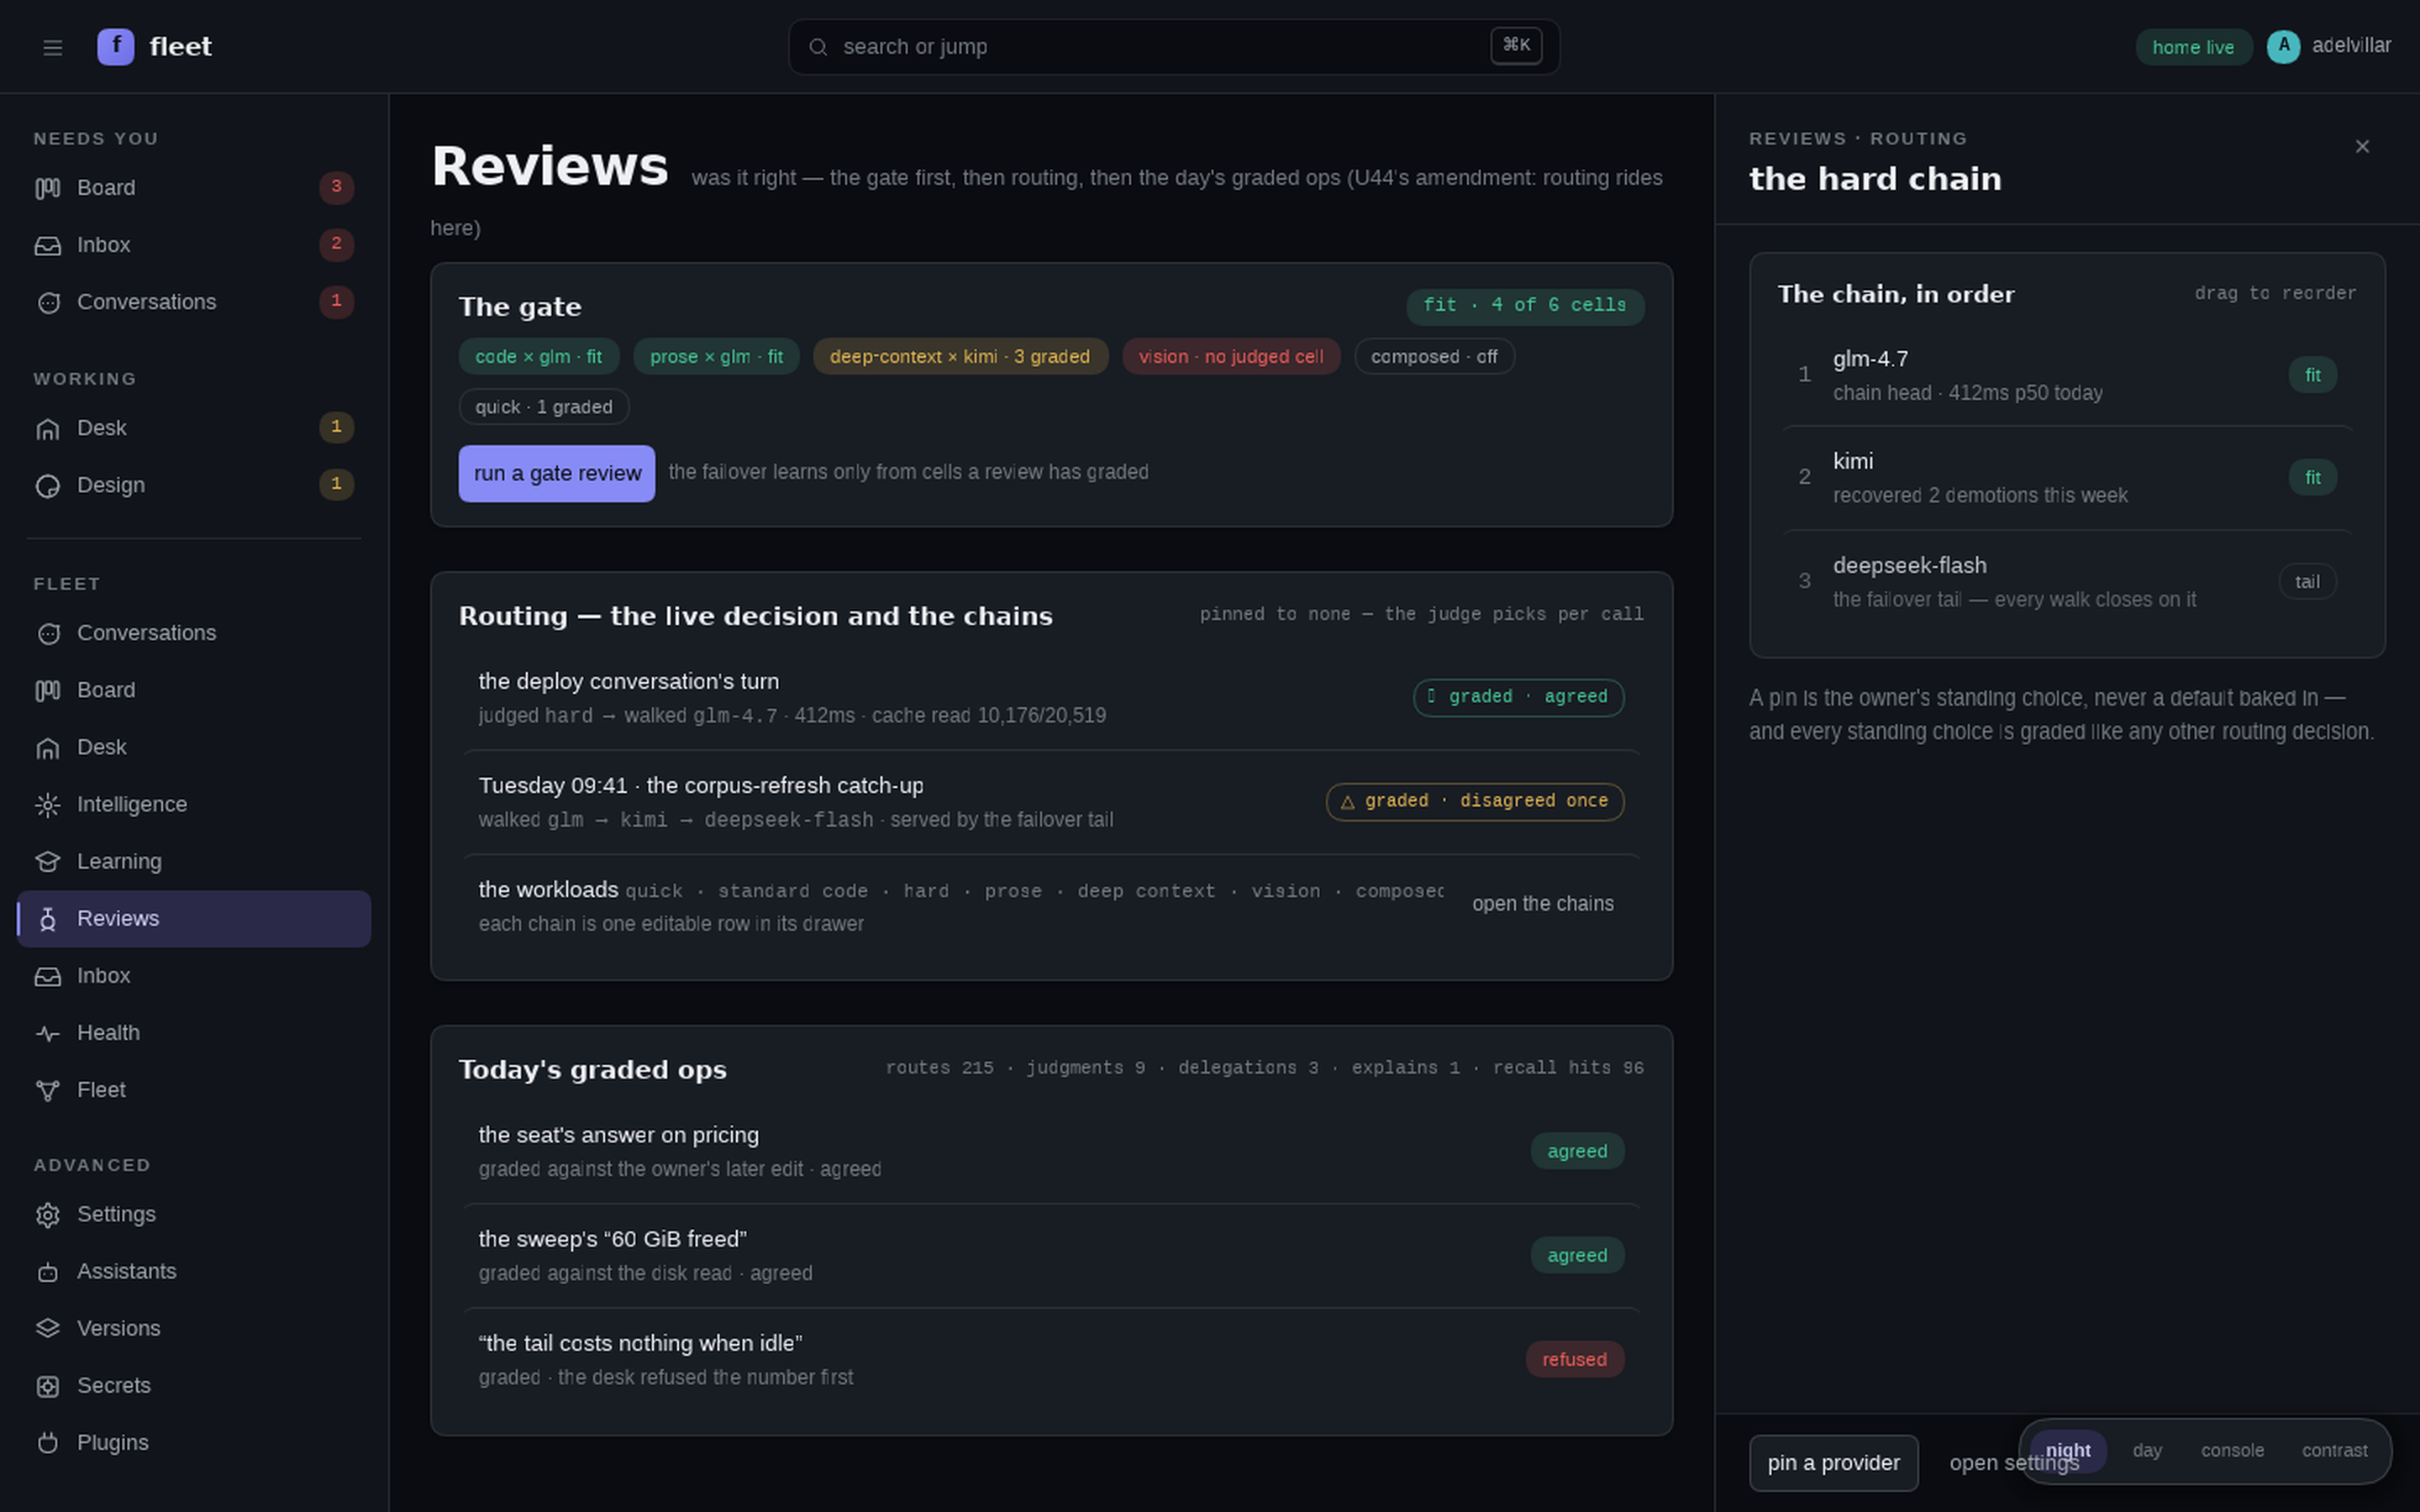 f fleet
search or jump ⌘K
home live A adelvillar
NEEDS YOU
Board 3
Inbox 2
Conversations 1
WORKING
Desk 1
Design 1
FLEET
Conversations
Board
Desk
Intelligence
Learning
Reviews
Inbox
Health
Fleet
ADVANCED
Settings
Assistants
Versions
Secrets
Plugins
Reviews was it right — the gate first, then routing, then the day's graded ops (U44's amendment: routing rides
here)
The gate fit · 4 of 6 cells
code × glm · fit prose × glm · fit deep-context × kimi · 3 graded vision · no judged cell composed · off
quick · 1 graded
run a gate review the failover learns only from cells a review has graded
Routing — the live decision and the chains pinned to none — the judge picks per call
the deploy conversation's turn
judged hard → walked glm-4.7 · 412ms · cache read 10,176/20,519
graded · agreed
Tuesday 09:41 · the corpus-refresh catch-up
walked glm → kimi → deepseek-flash · served by the failover tail
△ graded · disagreed once
the workloads quick · standard code · hard · prose · deep context · vision · composed
each chain is one editable row in its drawer
open the chains
Today's graded ops routes 215 · judgments 9 · delegations 3 · explains 1 · recall hits 96
the seat's answer on pricing
graded against the owner's later edit · agreed
agreed
the sweep's “60 GiB freed”
graded against the disk read · agreed
agreed
“the tail costs nothing when idle”
graded · the desk refused the number first
refused
REVIEWS · ROUTING ×
the hard chain
The chain, in order drag to reorder
1 glm-4.7
chain head · 412ms p50 today
fit
2 kimi
recovered 2 demotions this week
fit
3 deepseek-flash
the failover tail — every walk closes on it
tail
A pin is the owner's standing choice, never a default baked in —
and every standing choice is graded like any other routing decision.
pin a provider open settings
night day console contrast